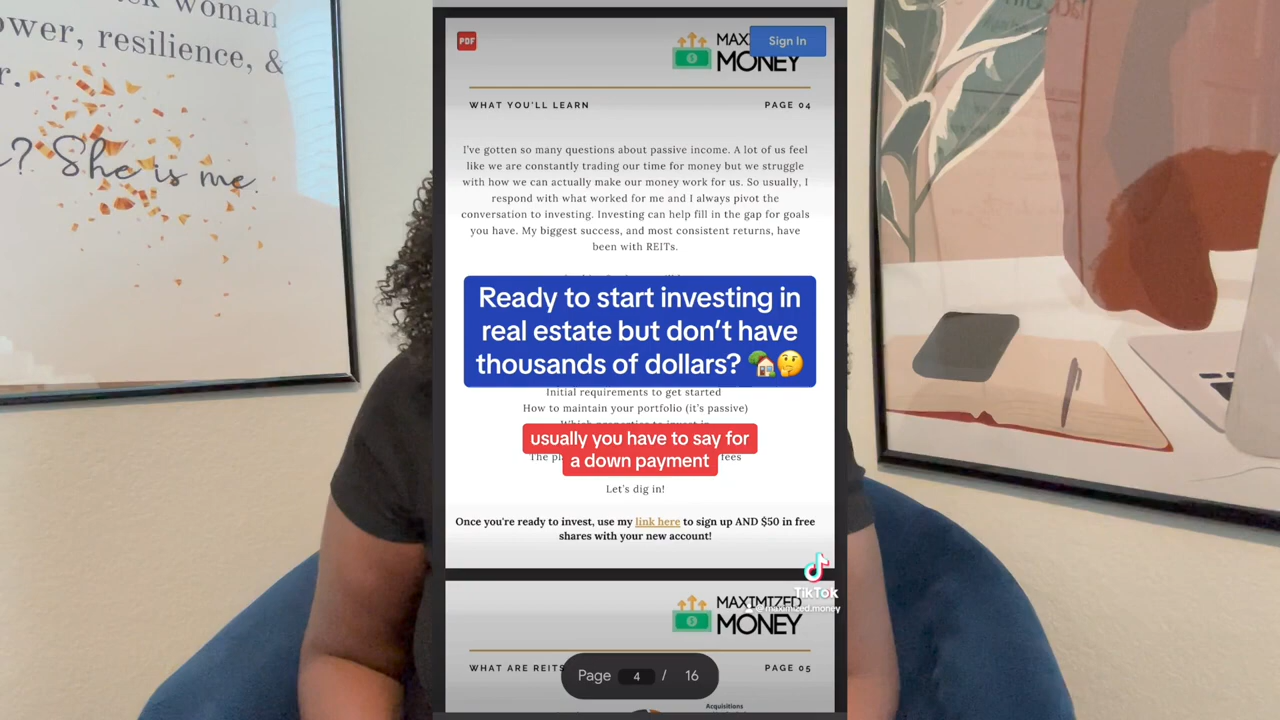 woman
ower, resilience, &
r.
? She is me.
PDF
Sign In
MONEY
WHAT YOU'LL LEARN
PAGE 04
I've gotten so many questions about passive income. A lot of us feel
like we are constantly trading our time for money but we struggle
with how we can actually make our money work for us. So usually, I
respond with what worked for me and I always pivot the
conversation to investing. Investing can help fill in the gap for goals
you have. My biggest success, and most consistent returns, have
been with REITs.
Ready to start investing in
real estate but don’t have
thousands of dollars? 🏡🤔
Initial requirements to get started
How to maintain your portfolio (it's passive)
usually you have to say for
a down payment
The
fees
Let's dig in!
Once you're ready to invest, use my link here to sign up AND $50 in free
shares with your new account!
TikTok
@maximized.money
MAXIMIZED
MONEY
WHAT ARE REITS
PAGE 05
Page 4 / 16
Acquisitions